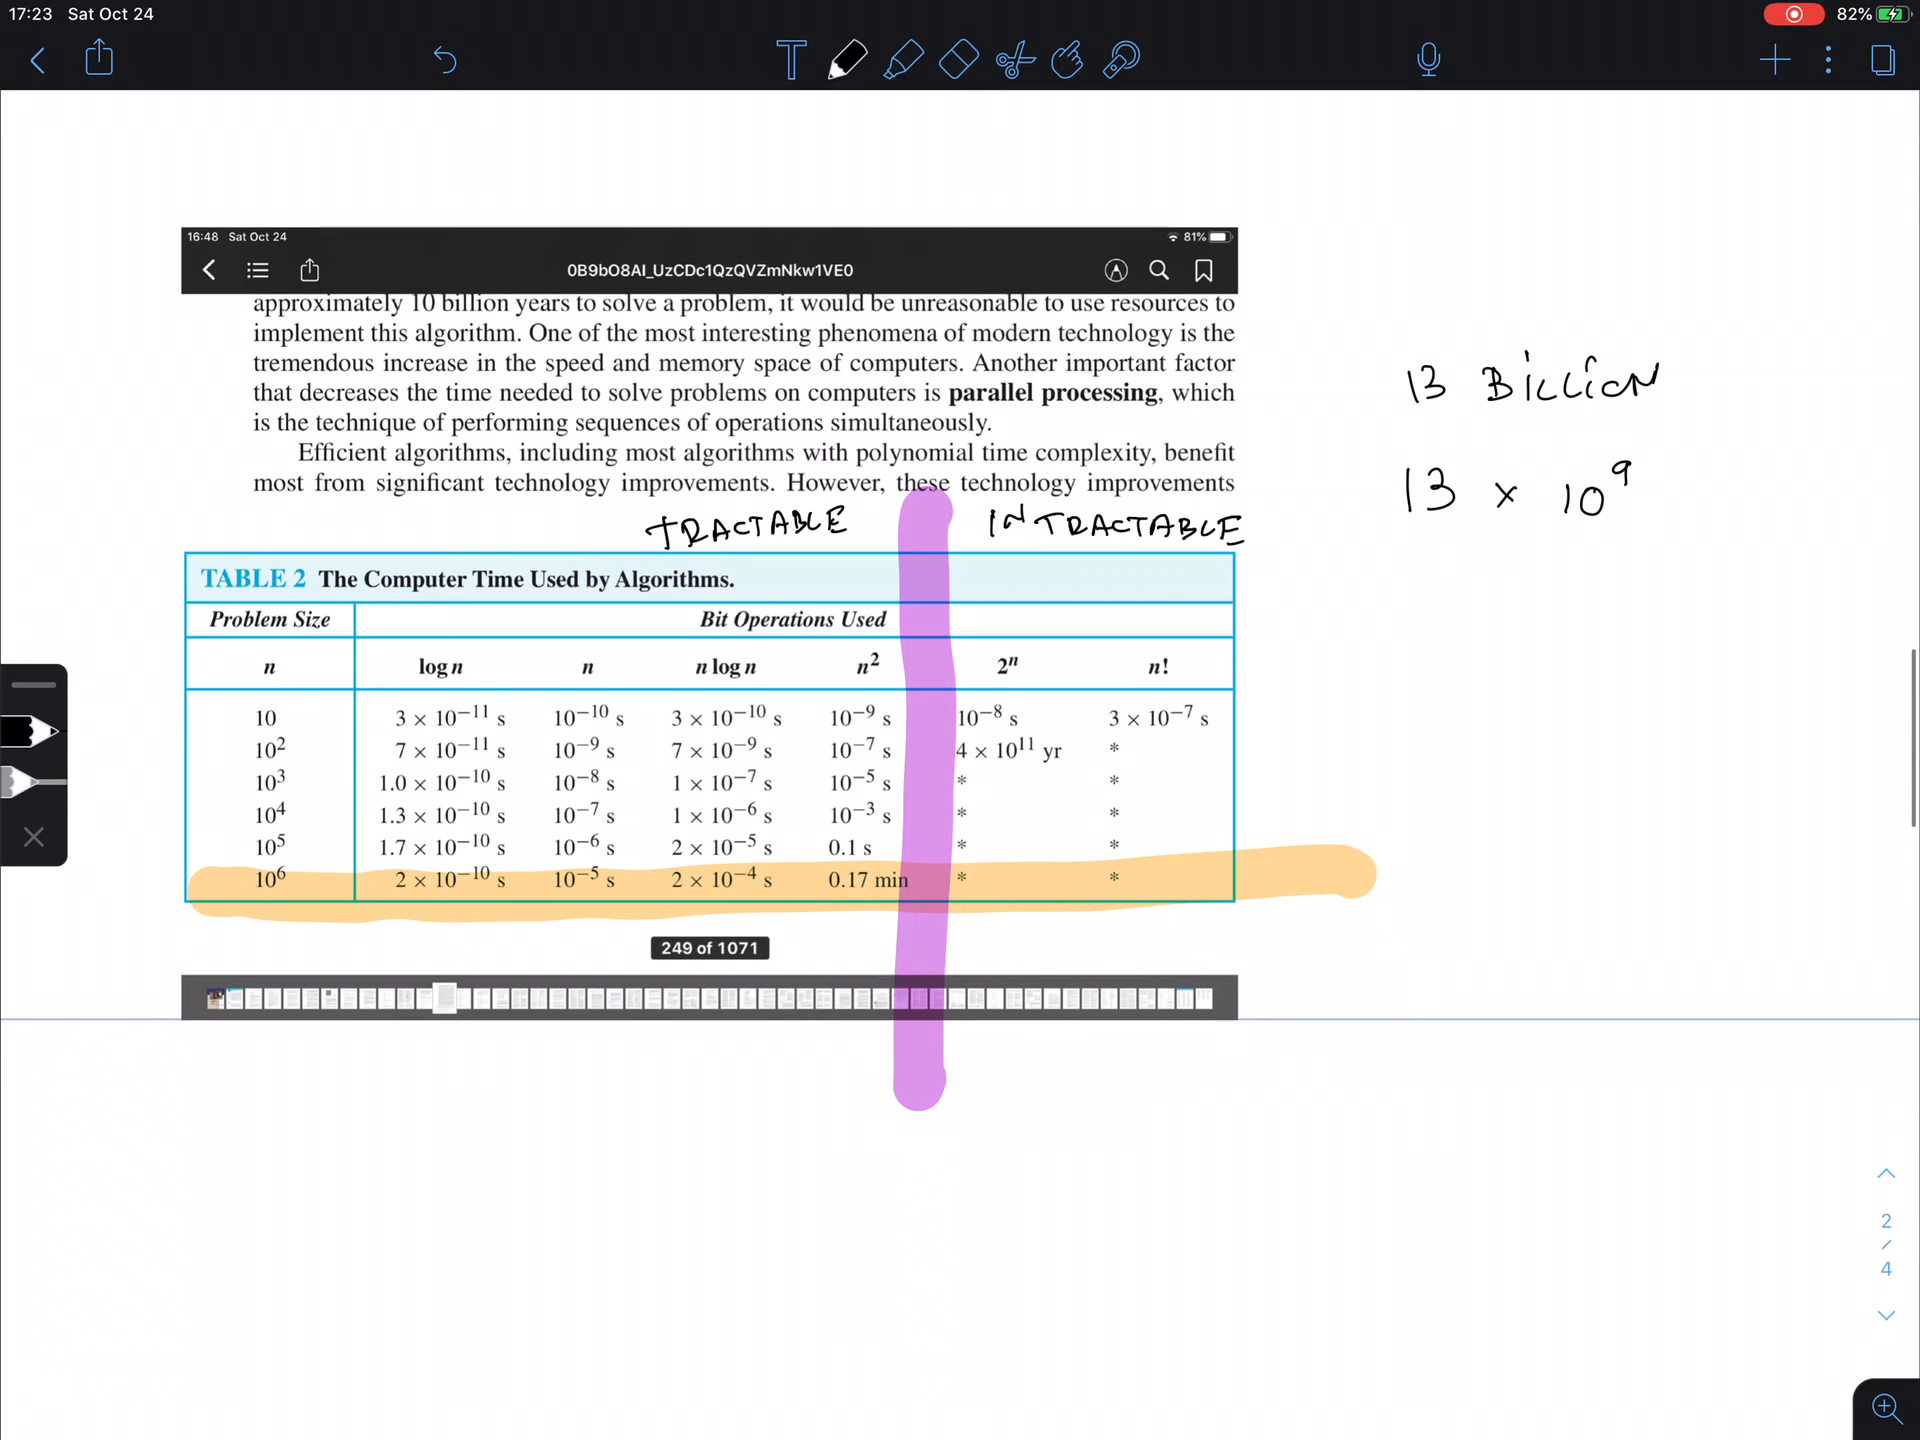 17:23 Sat Oct 24 82%
T
16:48 Sat Oct 24 81%
0B9bO8AI_UzCDc1QzQVZmNkw1VE0
approximately 10 billion years to solve a problem, it would be unreasonable to use resources to
implement this algorithm. One of the most interesting phenomena of modern technology is the
tremendous increase in the speed and memory space of computers. Another important factor
that decreases the time needed to solve problems on computers is parallel processing, which
is the technique of performing sequences of operations simultaneously.
Efficient algorithms, including most algorithms with polynomial time complexity, benefit
most from significant technology improvements. However, these technology improvements
13 BiLLioN
13 × 10⁹
TRACTABLE INTRACTABLE
TABLE 2 The Computer Time Used by Algorithms.
Problem Size Bit Operations Used
n log n n n log n n² 2ⁿ n!
10 3 × 10⁻¹¹ s 10⁻¹⁰ s 3 × 10⁻¹⁰ s 10⁻⁹ s 10⁻⁸ s 3 × 10⁻⁷ s
10² 7 × 10⁻¹¹ s 10⁻⁹ s 7 × 10⁻⁹ s 10⁻⁷ s 4 × 10¹¹ yr *
10³ 1.0 × 10⁻¹⁰ s 10⁻⁸ s 1 × 10⁻⁷ s 10⁻⁵ s * *
10⁴ 1.3 × 10⁻¹⁰ s 10⁻⁷ s 1 × 10⁻⁶ s 10⁻³ s * *
10⁵ 1.7 × 10⁻¹⁰ s 10⁻⁶ s 2 × 10⁻⁵ s 0.1 s * *
10⁶ 2 × 10⁻¹⁰ s 10⁻⁵ s 2 × 10⁻⁴ s 0.17 min * *
249 of 1071
2
/
4